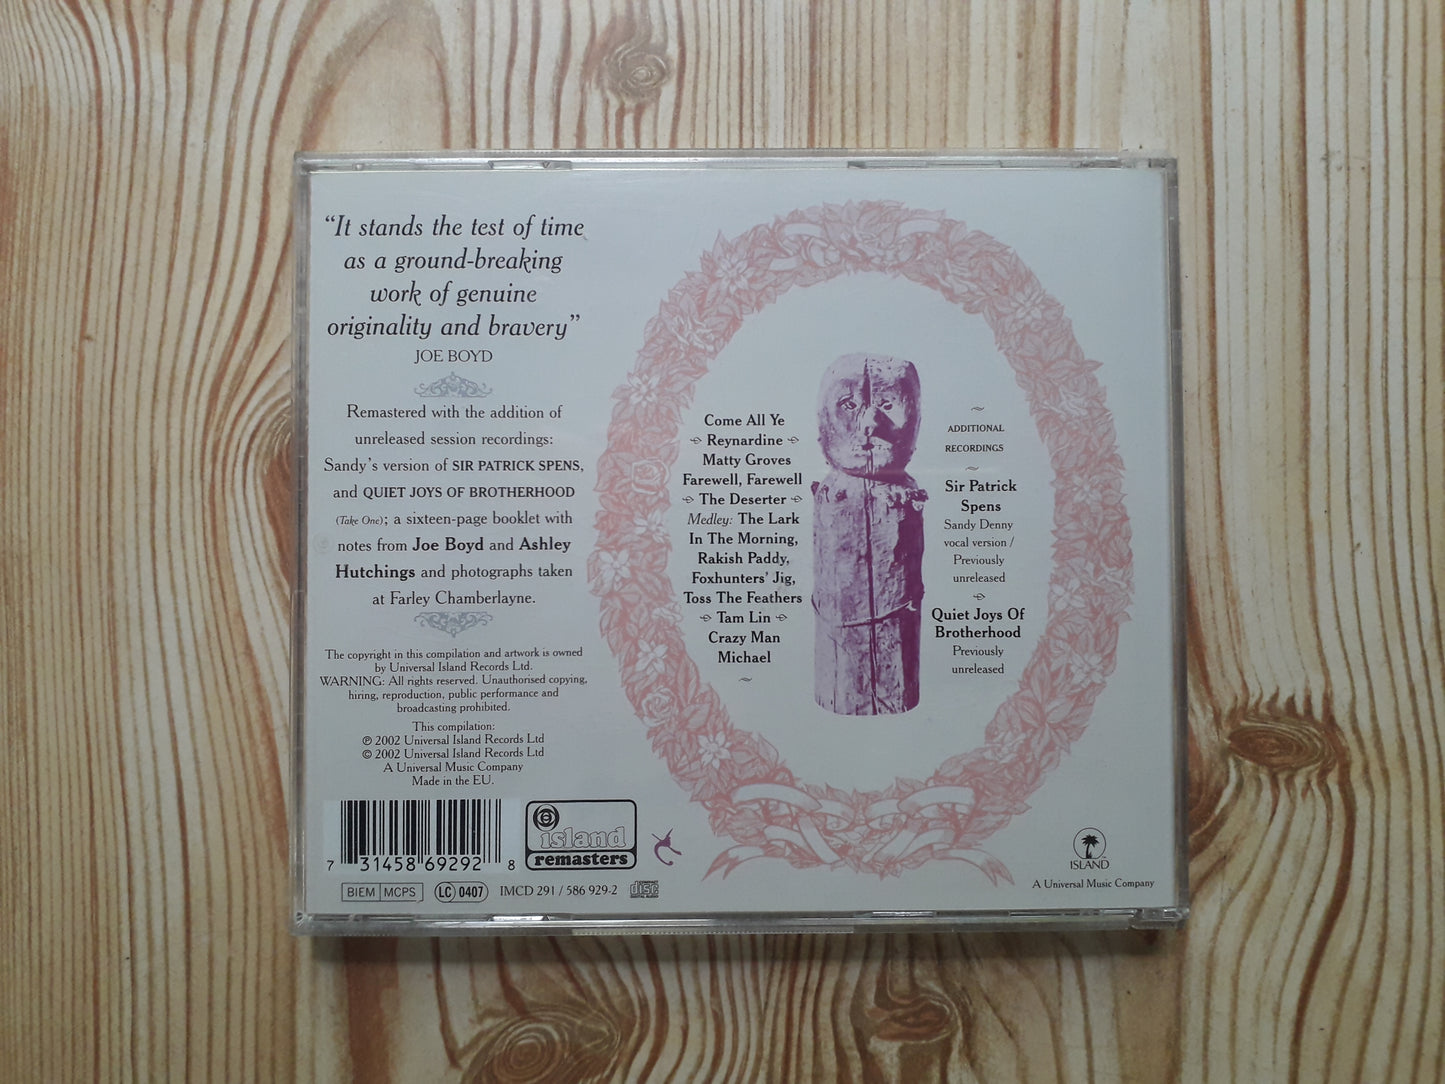 “It stands the test of time
as a ground-breaking
work of genuine
originality and bravery”
JOE BOYD
Remastered with the addition of
unreleased session recordings:
Sandy’s version of SIR PATRICK SPENS,
and QUIET JOYS OF BROTHERHOOD
(Take One); a sixteen-page booklet with
notes from Joe Boyd and Ashley
Hutchings and photographs taken
at Farley Chamberlayne.
The copyright in this compilation and artwork is owned
by Universal Island Records Ltd.
WARNING: All rights reserved. Unauthorised copying,
hiring, reproduction, public performance and
broadcasting prohibited.
This compilation:
℗ 2002 Universal Island Records Ltd
© 2002 Universal Island Records Ltd
A Universal Music Company
Made in the EU.
7 31458 69292 8
island
remasters
BIEM MCPS
LC 0407
IMCD 291 / 586 929-2
COMPACT
disc
DIGITAL AUDIO
Come All Ye
Reynardine
Matty Groves
Farewell, Farewell
The Deserter
Medley: The Lark
In The Morning,
Rakish Paddy,
Foxhunters’ Jig,
Toss The Feathers
Tam Lin
Crazy Man
Michael
ADDITIONAL
RECORDINGS
Sir Patrick
Spens
Sandy Denny
vocal version /
Previously
unreleased
Quiet Joys Of
Brotherhood
Previously
unreleased
ISLAND
A Universal Music Company